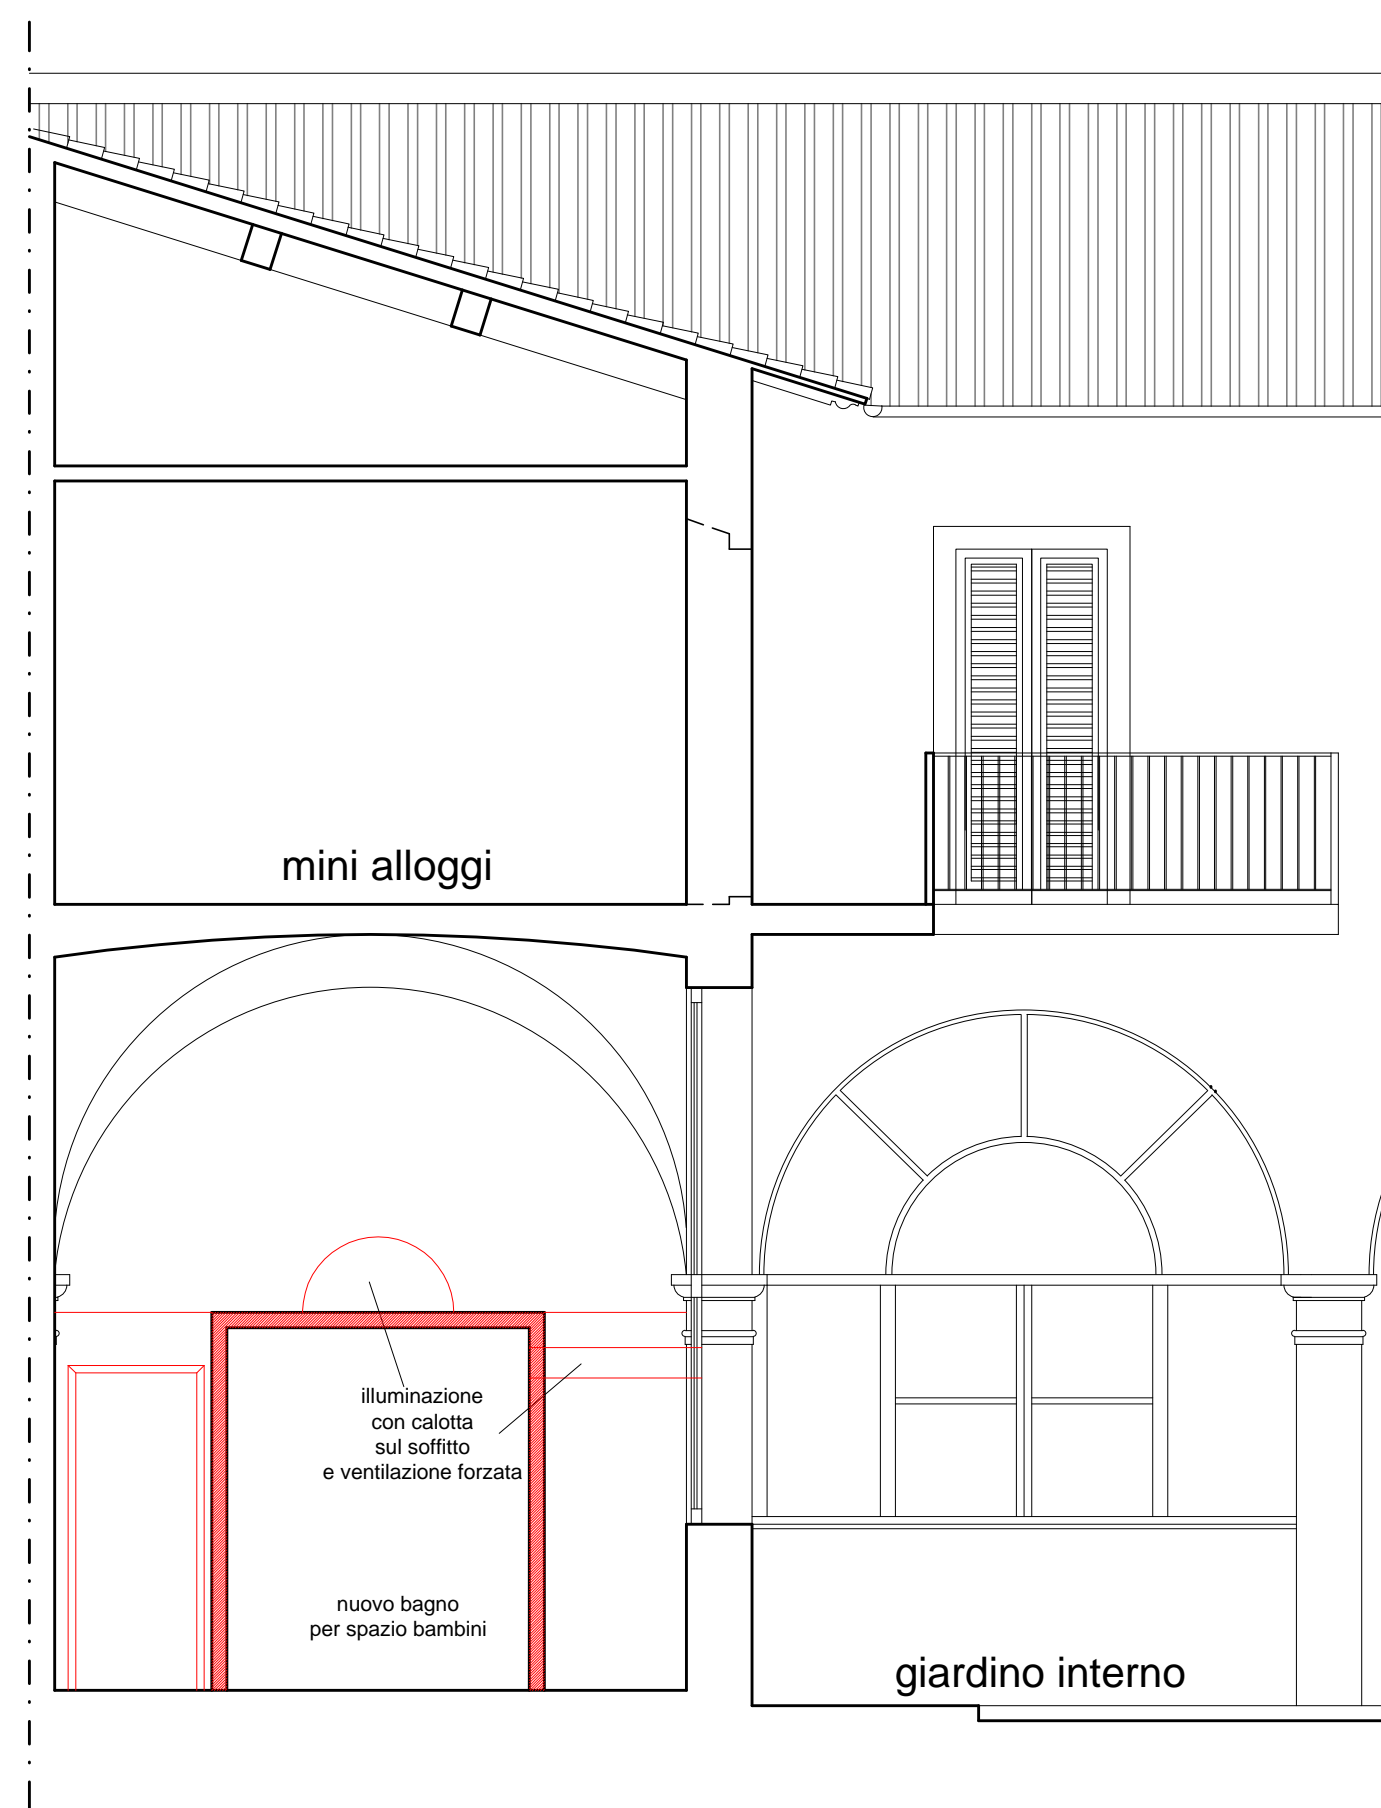 mini alloggi
illuminazione
con calotta
sul soffitto
e ventilazione forzata
nuovo bagno
per spazio bambini
giardino interno